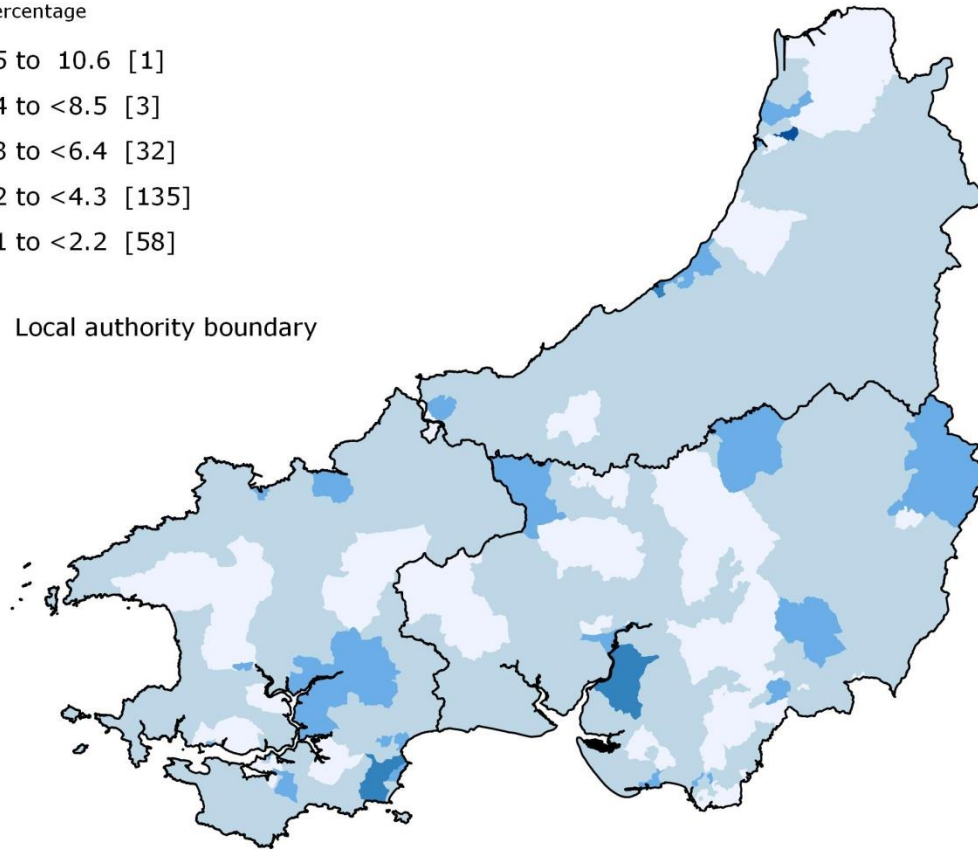 ercentage
5 to 10.6 [1]
4 to <8.5 [3]
3 to <6.4 [32]
2 to <4.3 [135]
1 to <2.2 [58]
Local authority boundary